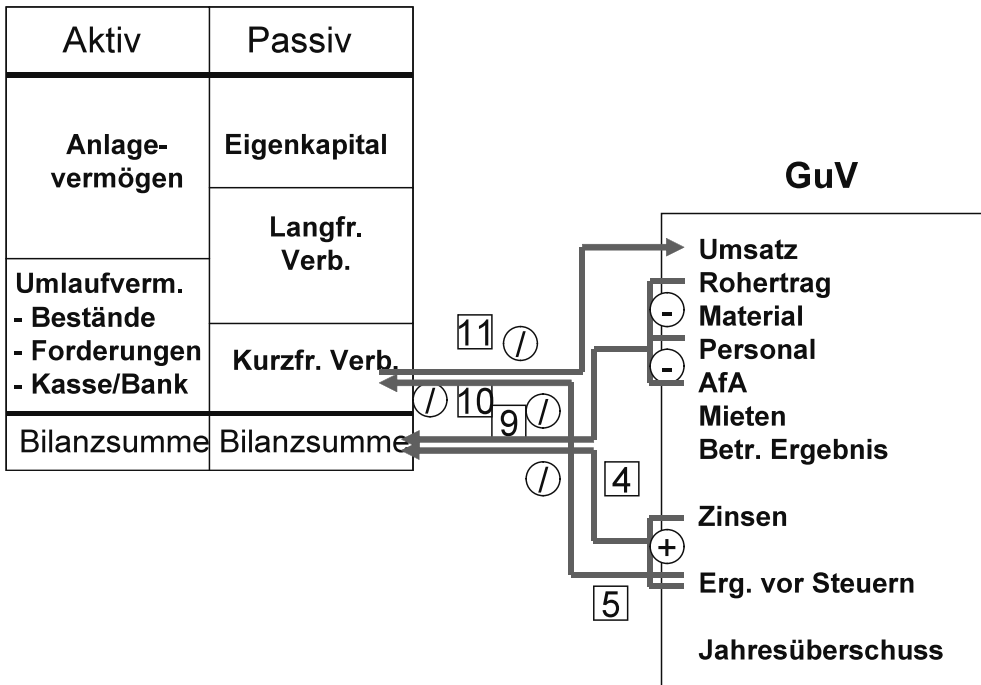 Aktiv Passiv
Anlage-
vermögen
Eigenkapital
Langfr.
Verb.
Umlaufverm.
- Bestände
- Forderungen
- Kasse/Bank
Kurzfr. Verb.
Bilanzsumme Bilanzsumme
11 /
/ 10 /
9
/ 4
5
GuV
Umsatz
Rohertrag
-
Material
Personal
-
AfA
Mieten
Betr. Ergebnis
Zinsen
+
Erg. vor Steuern
Jahresüberschuss